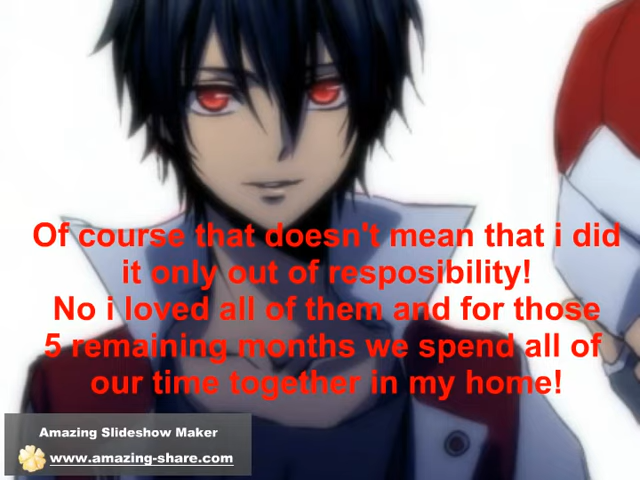 Of course that doesn't mean that i did
it only out of resposibility!
No i loved all of them and for those
5 remaining months we spend all of
our time together in my home!
Amazing Slideshow Maker
www.amazing-share.com